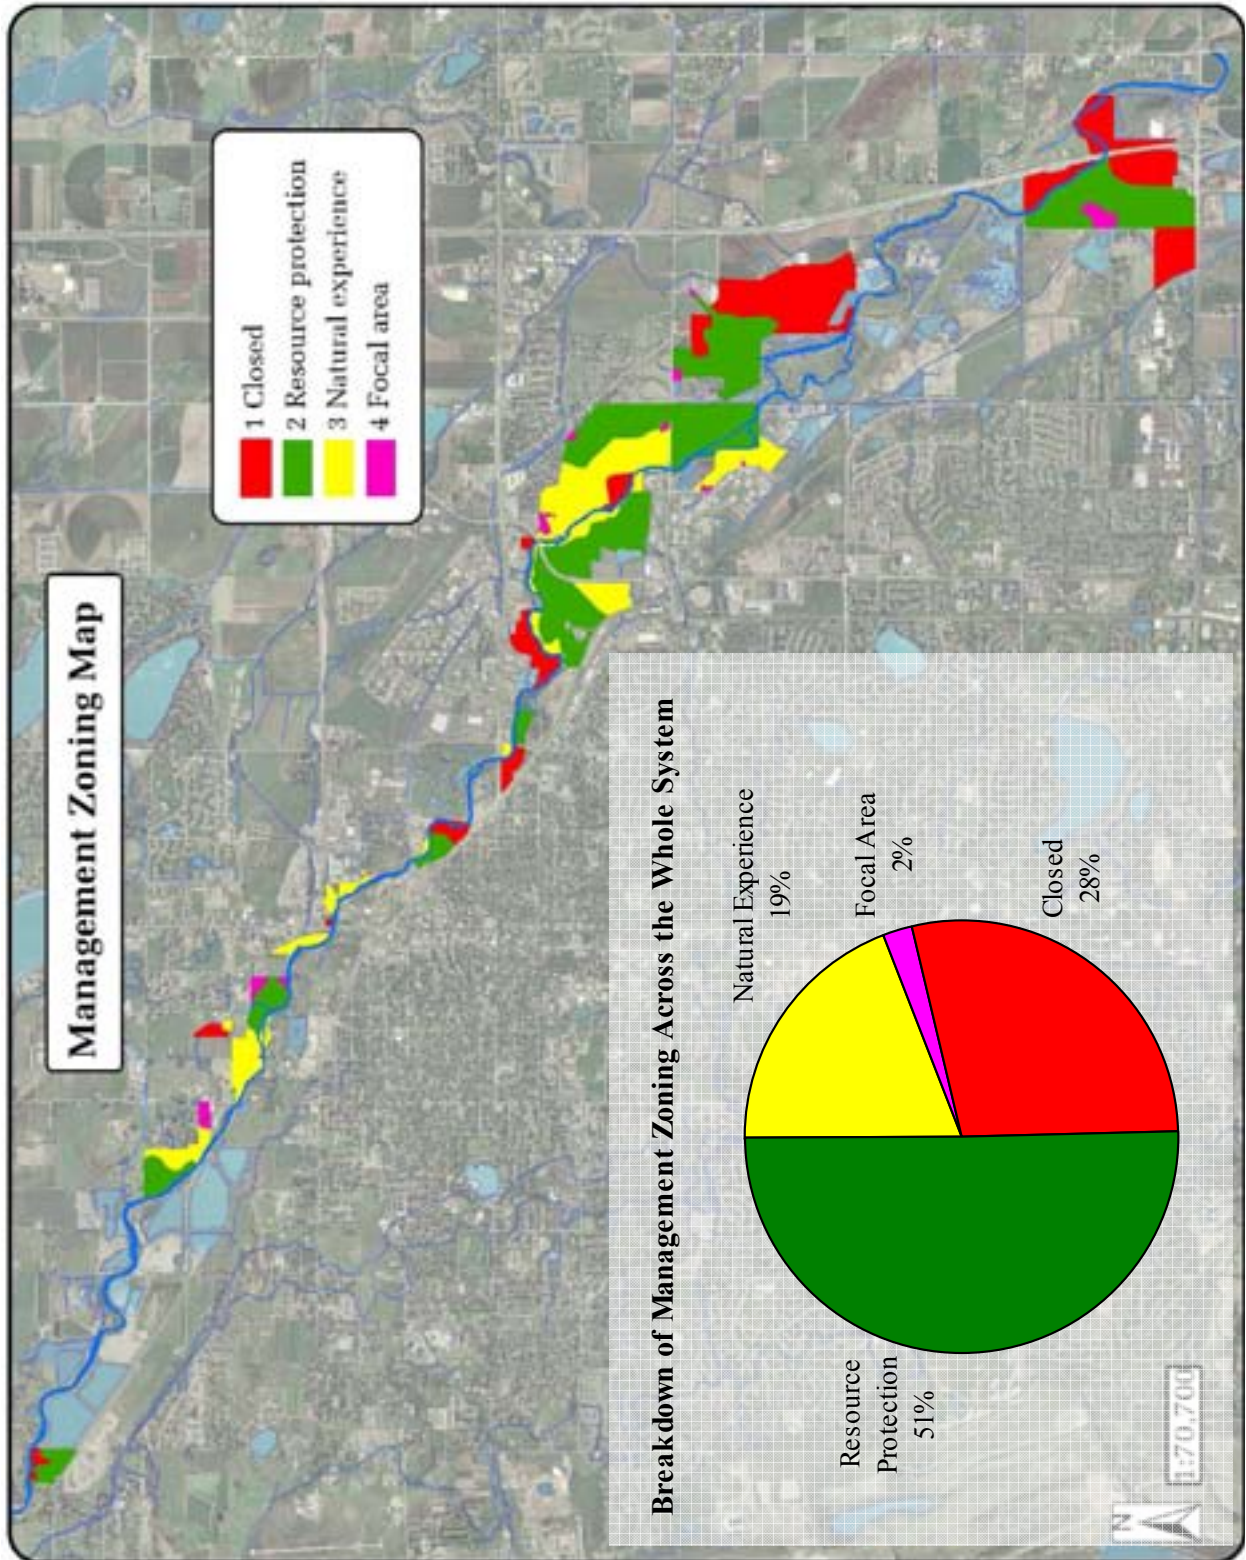 Management Zoning Map
1 Closed
2 Resource protection
3 Natural experience
4 Focal area
Breakdown of Management Zoning Across the Whole System
Natural Experience
19%
Focal Area
2%
Closed
28%
Resource
Protection
51%
N
1:70,700